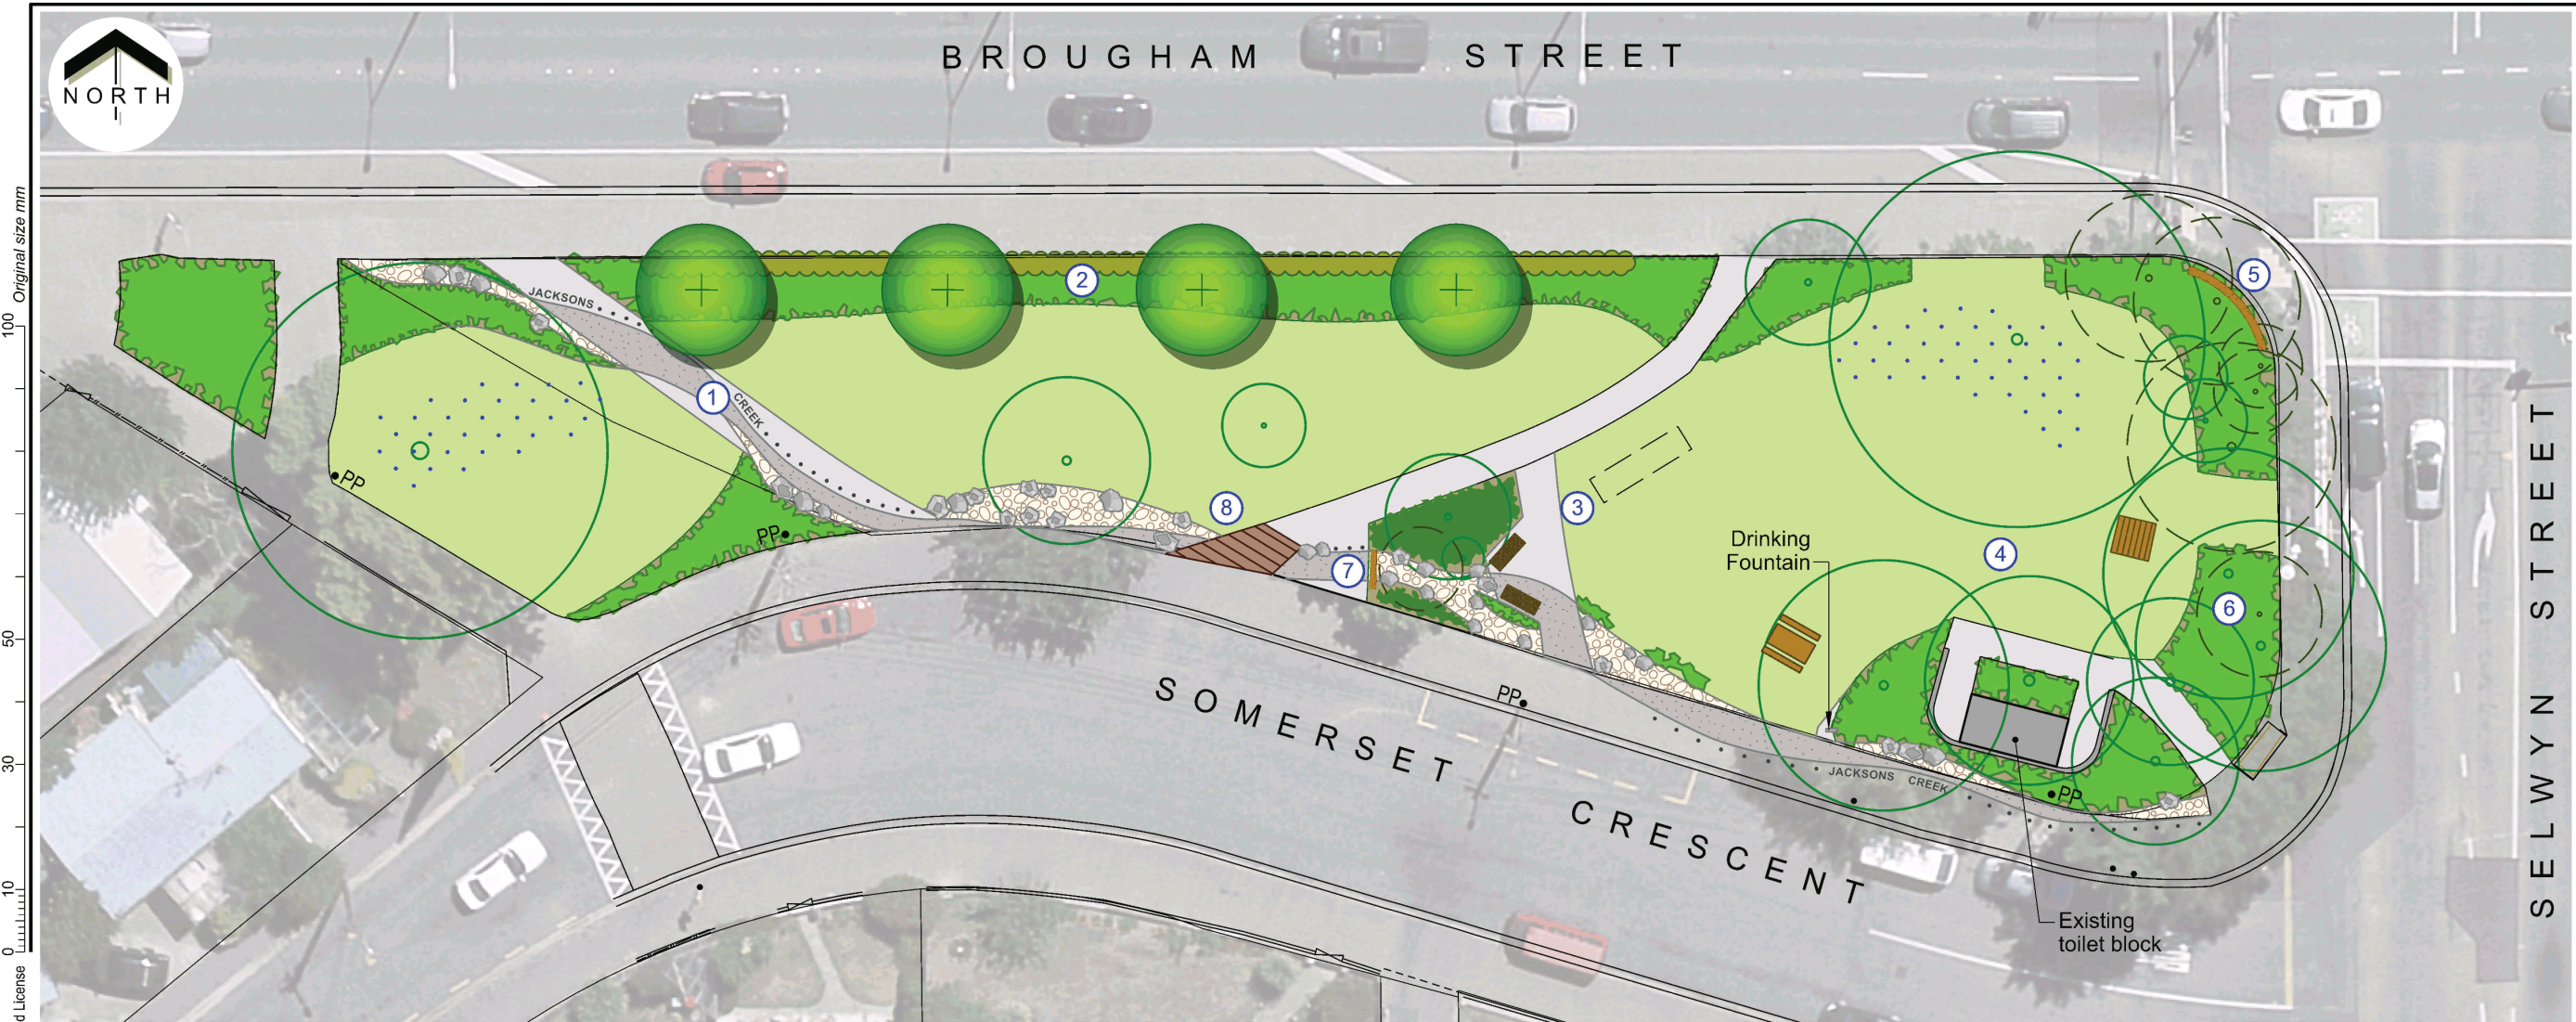 BROUGHAM STREET
NORTH
Original size mm
100
50
30
10
0
d License
JACKSONS
CREEK
1
2
3
4
5
6
7
8
PP
PP
PP
PP
Drinking
Fountain
SOMERSET
CRESCENT
JACKSONS CREEK
Existing
toilet block
SELWYN STREET